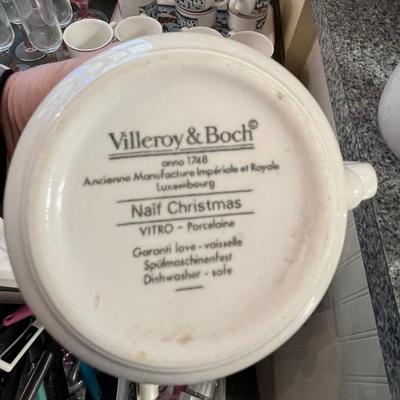 Villeroy & Boch©
anno 1748
Ancienne Manufacture Impériale et Royale
Luxembourg
Naïf Christmas
VITRO - Porcelaine
Garanti lave - vaisselle
Spülmaschinenfest
Dishwasher - safe